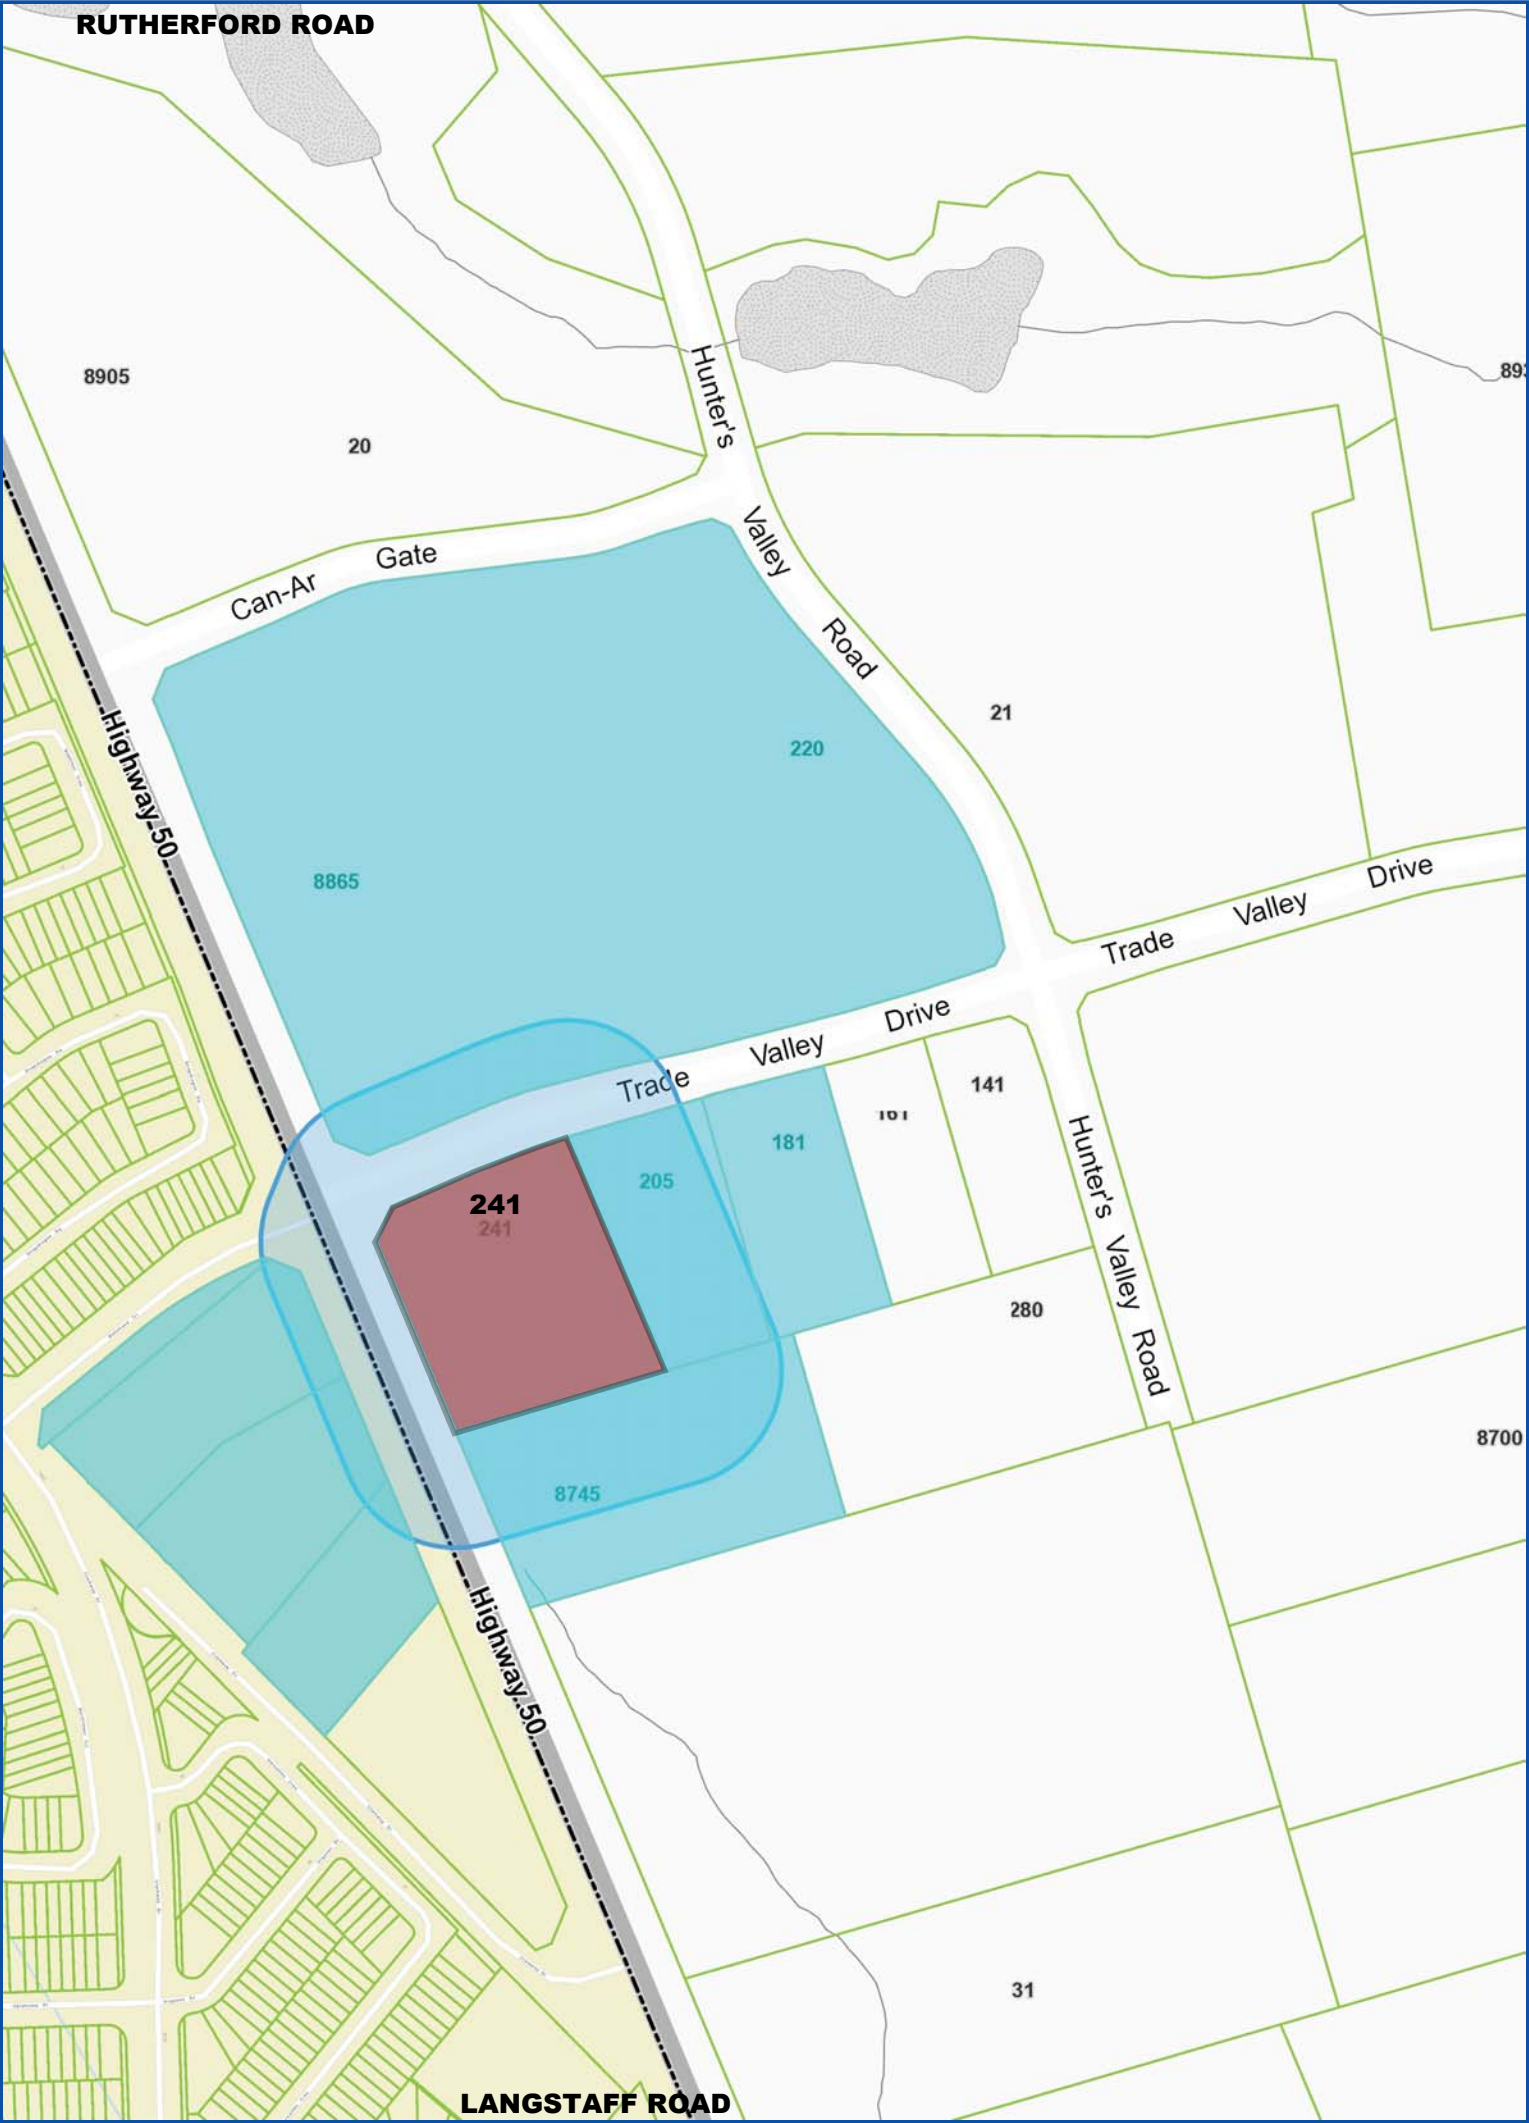 RUTHERFORD ROAD
Hunter's
8905
20
Valley
Gate
Can-Ar
Road
21
Highway 50
220
8865
Drive
Valley
Trade
Drive
Valley
Trade
141
181
205
Hunter's
241
241
Valley
280
Road
8700
8745
Highway 50
31
LANGSTAFF ROAD